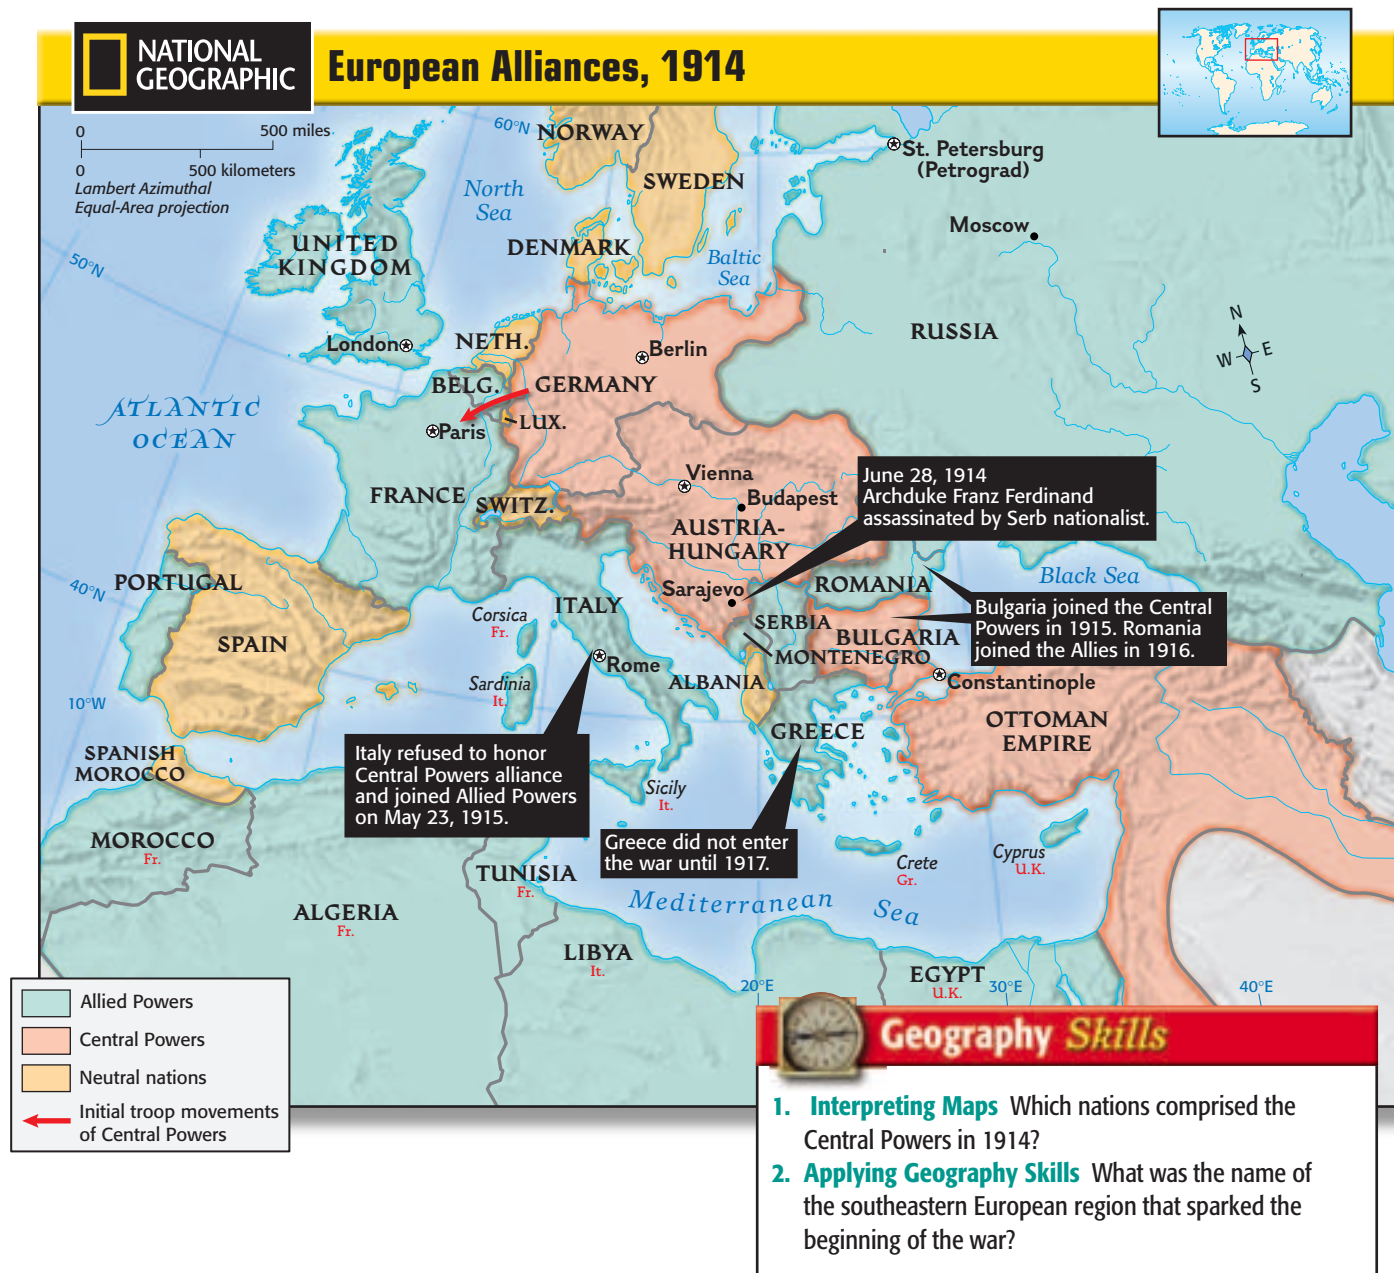 NATIONAL
GEOGRAPHIC
European Alliances, 1914
0
500 miles
0
500 kilometers
Lambert Azimuthal
Equal-Area projection
60°N
50°N
40°N
10°W
20°E
30°E
40°E
NORWAY
SWEDEN
St. Petersburg
(Petrograd)
Moscow
North
Sea
DENMARK
Baltic
Sea
UNITED
KINGDOM
London
NETH.
Berlin
RUSSIA
N
W
E
S
BELG.
GERMANY
ATLANTIC
OCEAN
LUX.
Paris
FRANCE
SWITZ.
Vienna
Budapest
AUSTRIA-
HUNGARY
June 28, 1914
Archduke Franz Ferdinand
assassinated by Serb nationalist.
PORTUGAL
SPAIN
Corsica
Fr.
ITALY
Sarajevo
ROMANIA
Black Sea
SERBIA
BULGARIA
MONTENEGRO
Bulgaria joined the Central
Powers in 1915. Romania
joined the Allies in 1916.
Rome
Sardinia
It.
ALBANIA
Constantinople
OTTOMAN
EMPIRE
GREECE
SPANISH
MOROCCO
Italy refused to honor
Central Powers alliance
and joined Allied Powers
on May 23, 1915.
Sicily
It.
Greece did not enter
the war until 1917.
Crete
Gr.
Cyprus
U.K.
MOROCCO
Fr.
TUNISIA
Fr.
Mediterranean
Sea
ALGERIA
Fr.
LIBYA
It.
EGYPT
U.K.
Allied Powers
Central Powers
Neutral nations
Initial troop movements
of Central Powers
Geography Skills
1. Interpreting Maps Which nations comprised the
Central Powers in 1914?
2. Applying Geography Skills What was the name of
the southeastern European region that sparked the
beginning of the war?